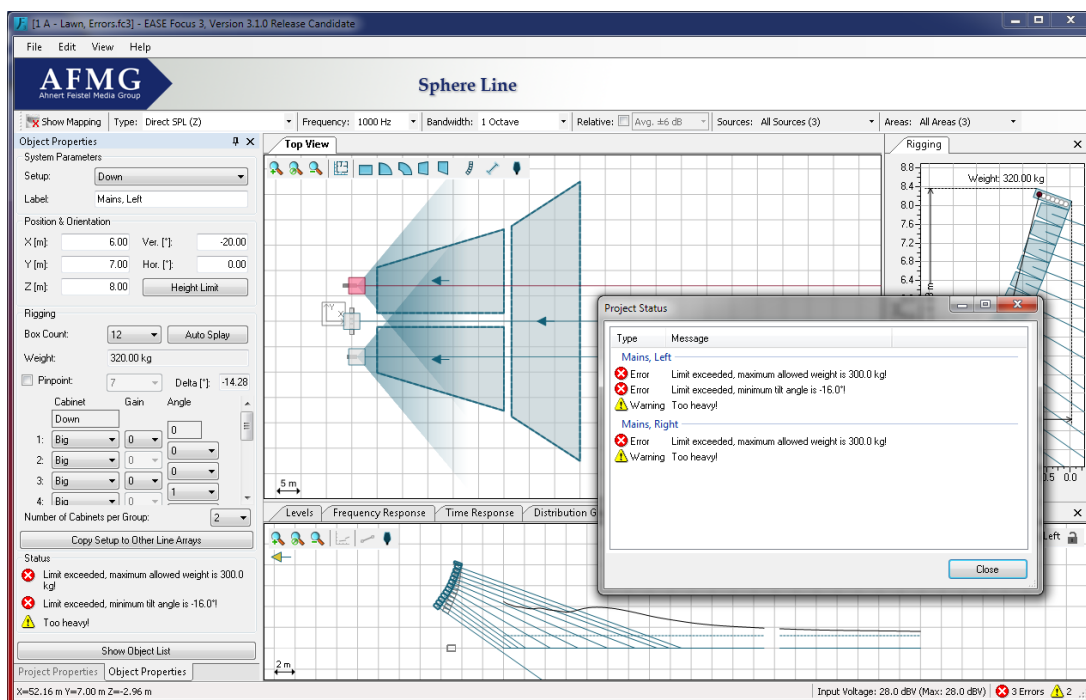 [1 A - Lawn, Errors.fc3] - EASE Focus 3, Version 3.1.0 Release Candidate
File Edit View Help
AFMG
Ahnert Feistel Media Group
Sphere Line
Show Mapping Type: Direct SPL (Z) Frequency: 1000 Hz Bandwidth: 1 Octave Relative: Avg. ±6 dB Sources: All Sources (3) Areas: All Areas (3)
Object Properties
System Parameters
Setup: Down
Label: Mains, Left
Position & Orientation
X [m]: 6.00 Ver. [°]: -20.00
Y [m]: 7.00 Hor. [°]: 0.00
Z [m]: 8.00 Height Limit
Rigging
Box Count: 12 Auto Splay
Weight: 320.00 kg
Pinpoint: 7 Delta [°]: -14.28
Cabinet Gain Angle
Down
0
1: Big 0
0
2: Big 0
0
3: Big 0
1
4: Big 0
Number of Cabinets per Group: 2
Copy Setup to Other Line Arrays
Status
Limit exceeded, maximum allowed weight is 300.0
kg!
Limit exceeded, minimum tilt angle is -16.0°!
Too heavy!
Show Object List
Project Properties Object Properties
Top View
Y
X
5 m
Levels Frequency Response Time Response Distribution G
Left
2 m
Rigging
Weight: 320.00 kg
8.8
8.4
8.0
7.6
7.2
6.8
6.4
0.5 0.0
Project Status
Type Message
Mains, Left
Error Limit exceeded, maximum allowed weight is 300.0 kg!
Error Limit exceeded, minimum tilt angle is -16.0°!
Warning Too heavy!
Mains, Right
Error Limit exceeded, maximum allowed weight is 300.0 kg!
Warning Too heavy!
Close
X=52.16 m Y=7.00 m Z=-2.96 m
Input Voltage: 28.0 dBV (Max: 28.0 dBV) 3 Errors 2